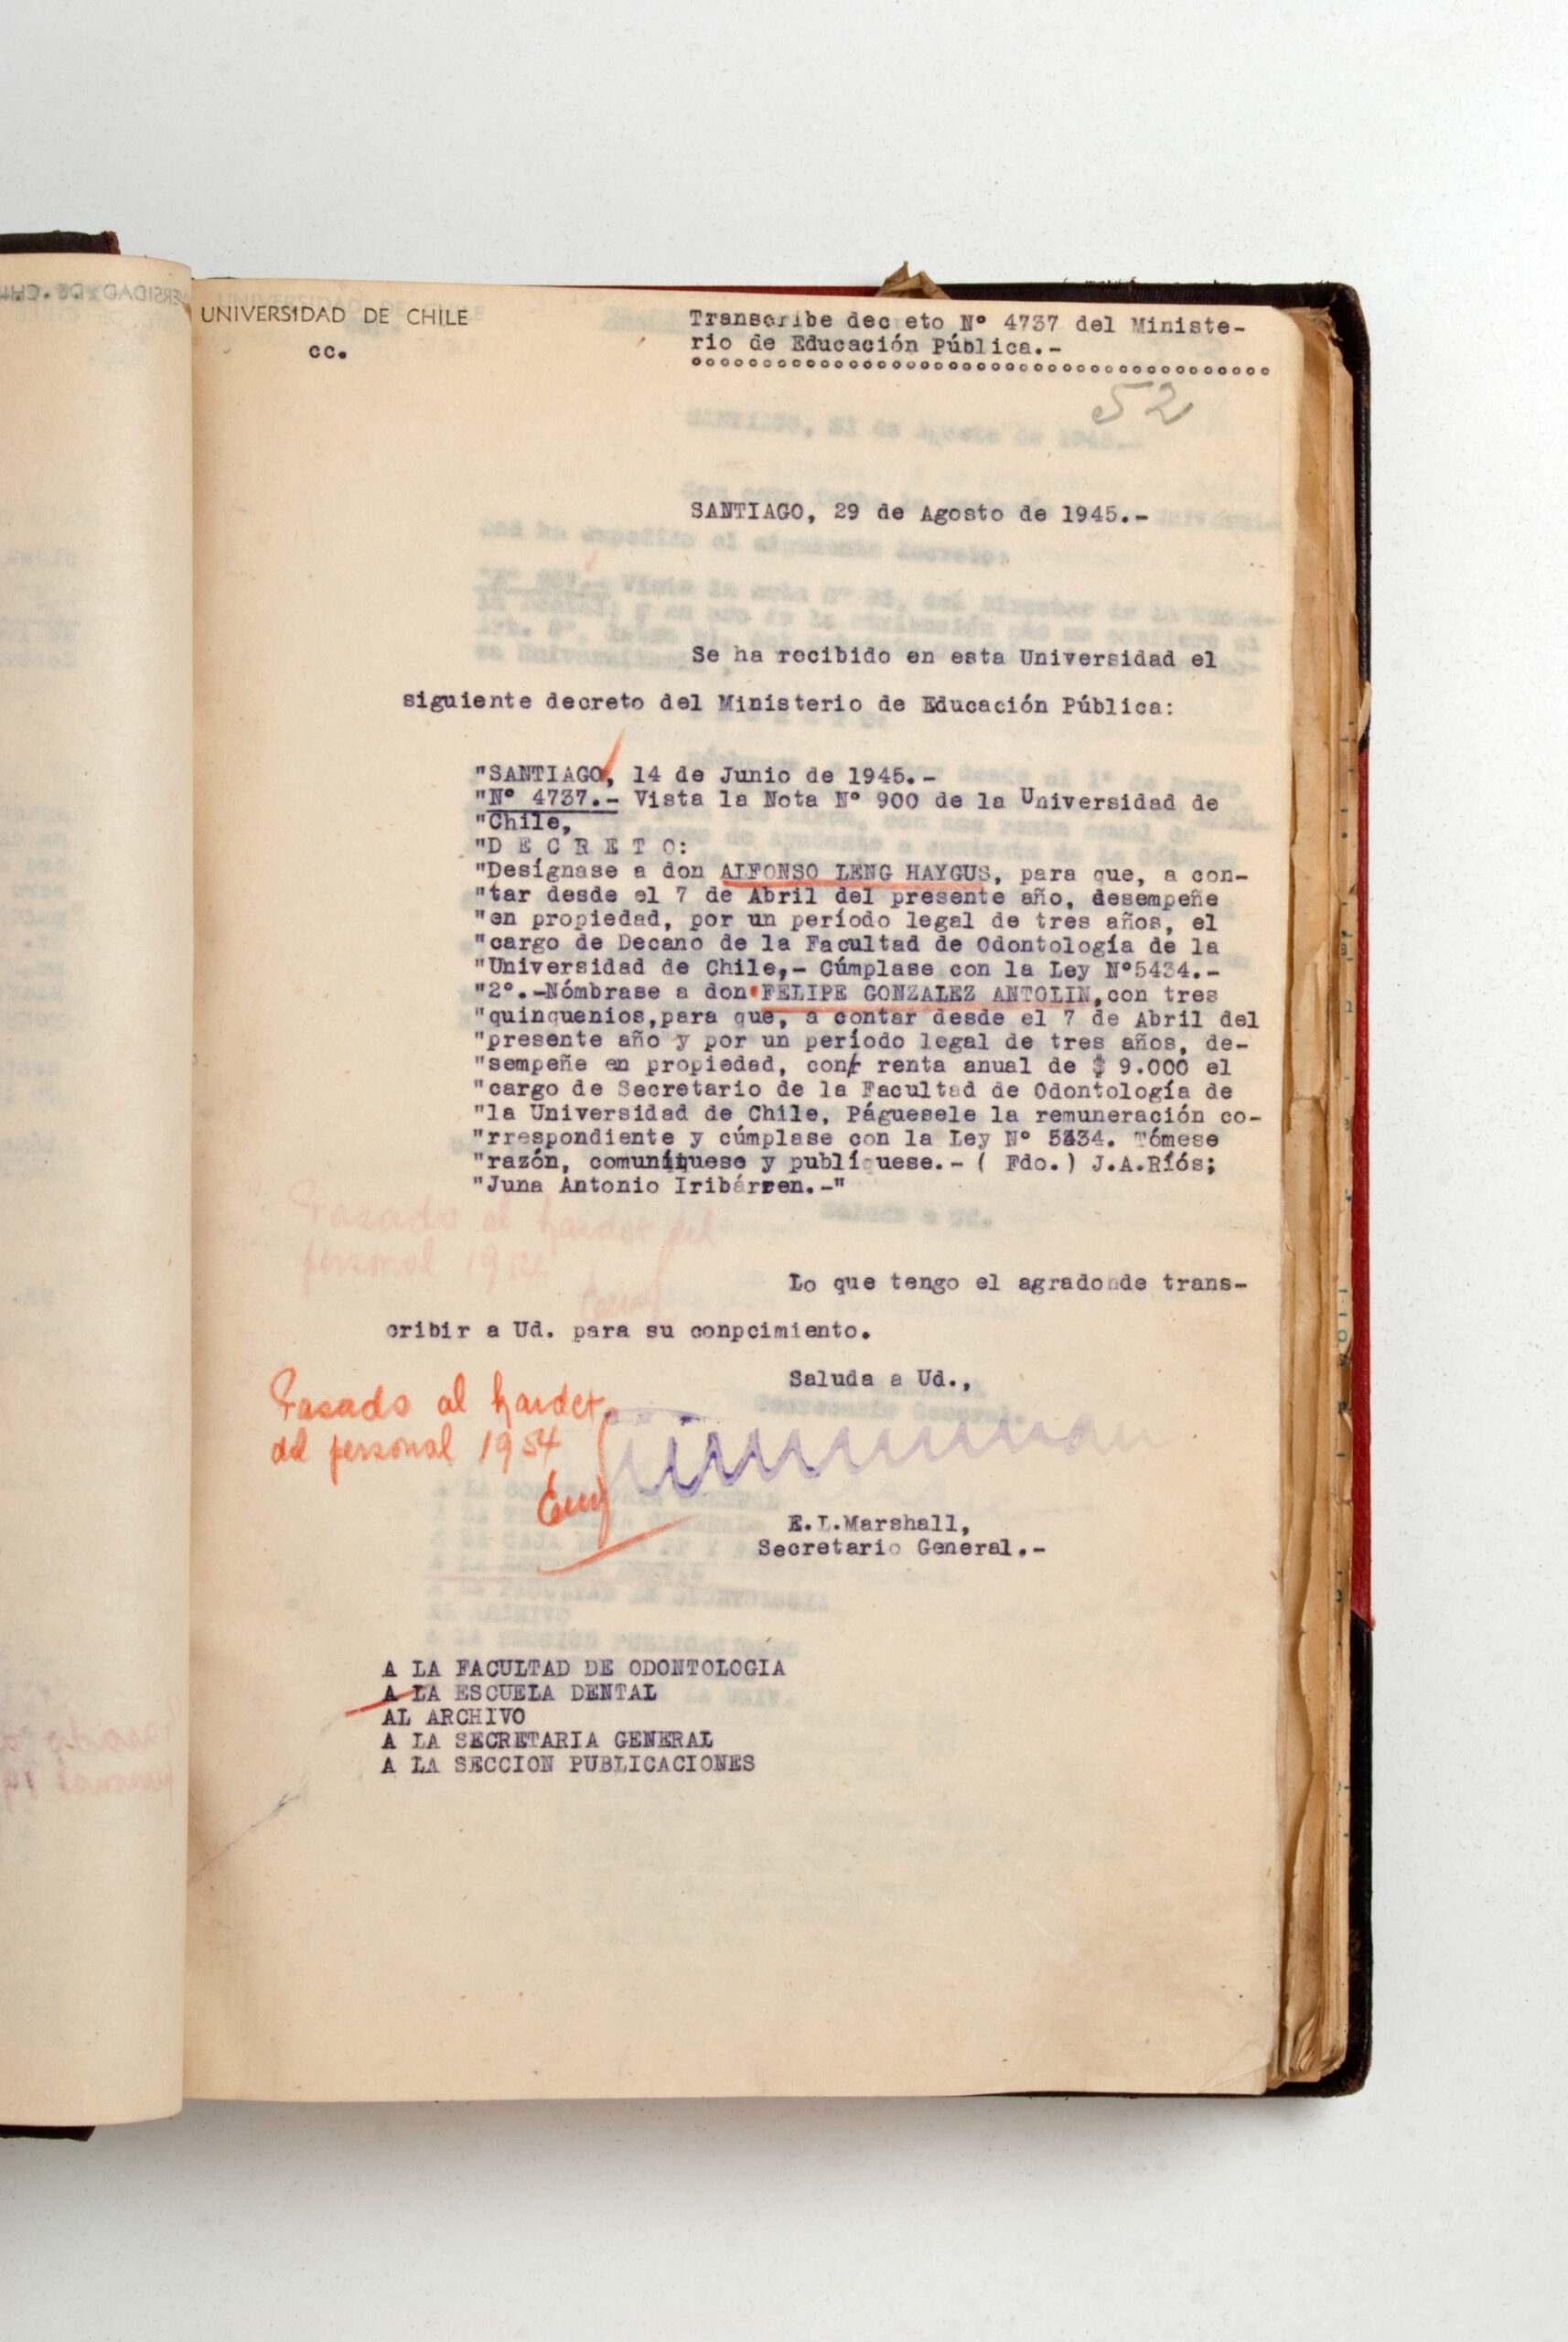 UNIVERSIDAD DE CHILE
cc.
Transcribe decreto Nº 4737 del Ministe-
rio de Educación Pública.-
52
SANTIAGO, 29 de Agosto de 1945.-
Se ha recibido en esta Universidad el
siguiente decreto del Ministerio de Educación Pública:
"SANTIAGO, 14 de Junio de 1945.-
"Nº 4737.- Vista la Nota Nº 900 de la Universidad de
"Chile,
"D E C R E T O:
"Desígnase a don ALFONSO LENG HAYGUS, para que, a con-
"tar desde el 7 de Abril del presente año, desempeñe
"en propiedad, por un período legal de tres años, el
"cargo de Decano de la Facultad de Odontología de la
"Universidad de Chile,- Cúmplase con la Ley Nº5434.-
"2º.-Nómbrase a don FELIPE GONZALEZ ANTOLIN,con tres
"quinquenios,para que, a contar desde el 7 de Abril del
"presente año y por un período legal de tres años, de-
"sempeñe en propiedad, con renta anual de $ 9.000 el
"cargo de Secretario de la Facultad de Odontología de
"la Universidad de Chile, Páguesele la remuneración co-
"rrespondiente y cúmplase con la Ley Nº 5434. Tómese
"razón, comuníquese y publíquese.- ( Fdo.) J.A.Ríós;
"Juna Antonio Iribárren.-"
Lo que tengo el agrado de trans-
cribir a Ud. para su conpcimiento.
Saluda a Ud.,
Pasado al kardex
del personal 1954
E.L.Marshall,
Secretario General.-
A LA FACULTAD DE ODONTOLOGIA
A LA ESCUELA DENTAL
AL ARCHIVO
A LA SECRETARIA GENERAL
A LA SECCION PUBLICACIONES